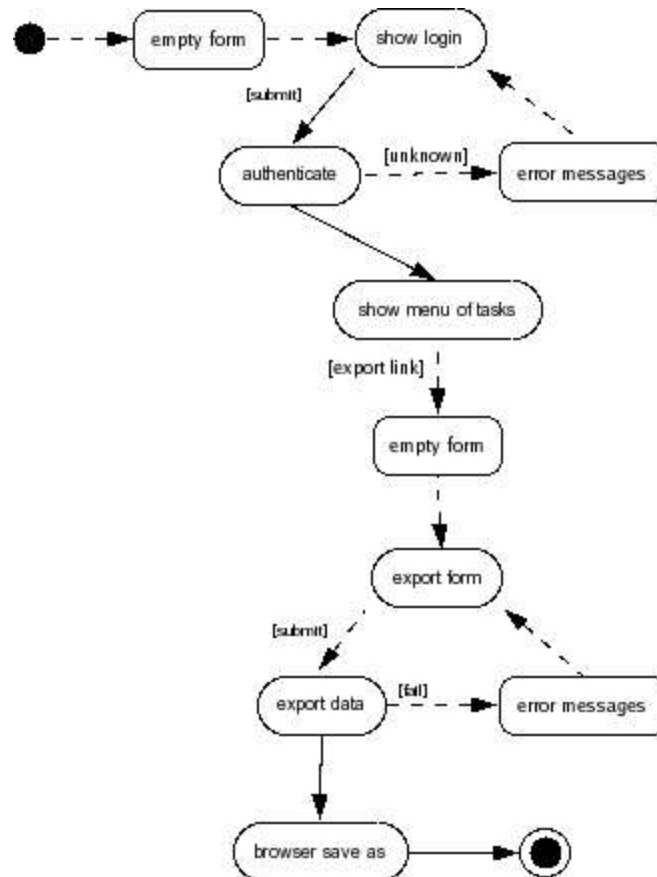 empty form
show login
[submit]
authenticate
[unknown]
error messages
show menu of tasks
[export link]
empty form
export form
[submit]
export data
[fail]
error messages
browser save as